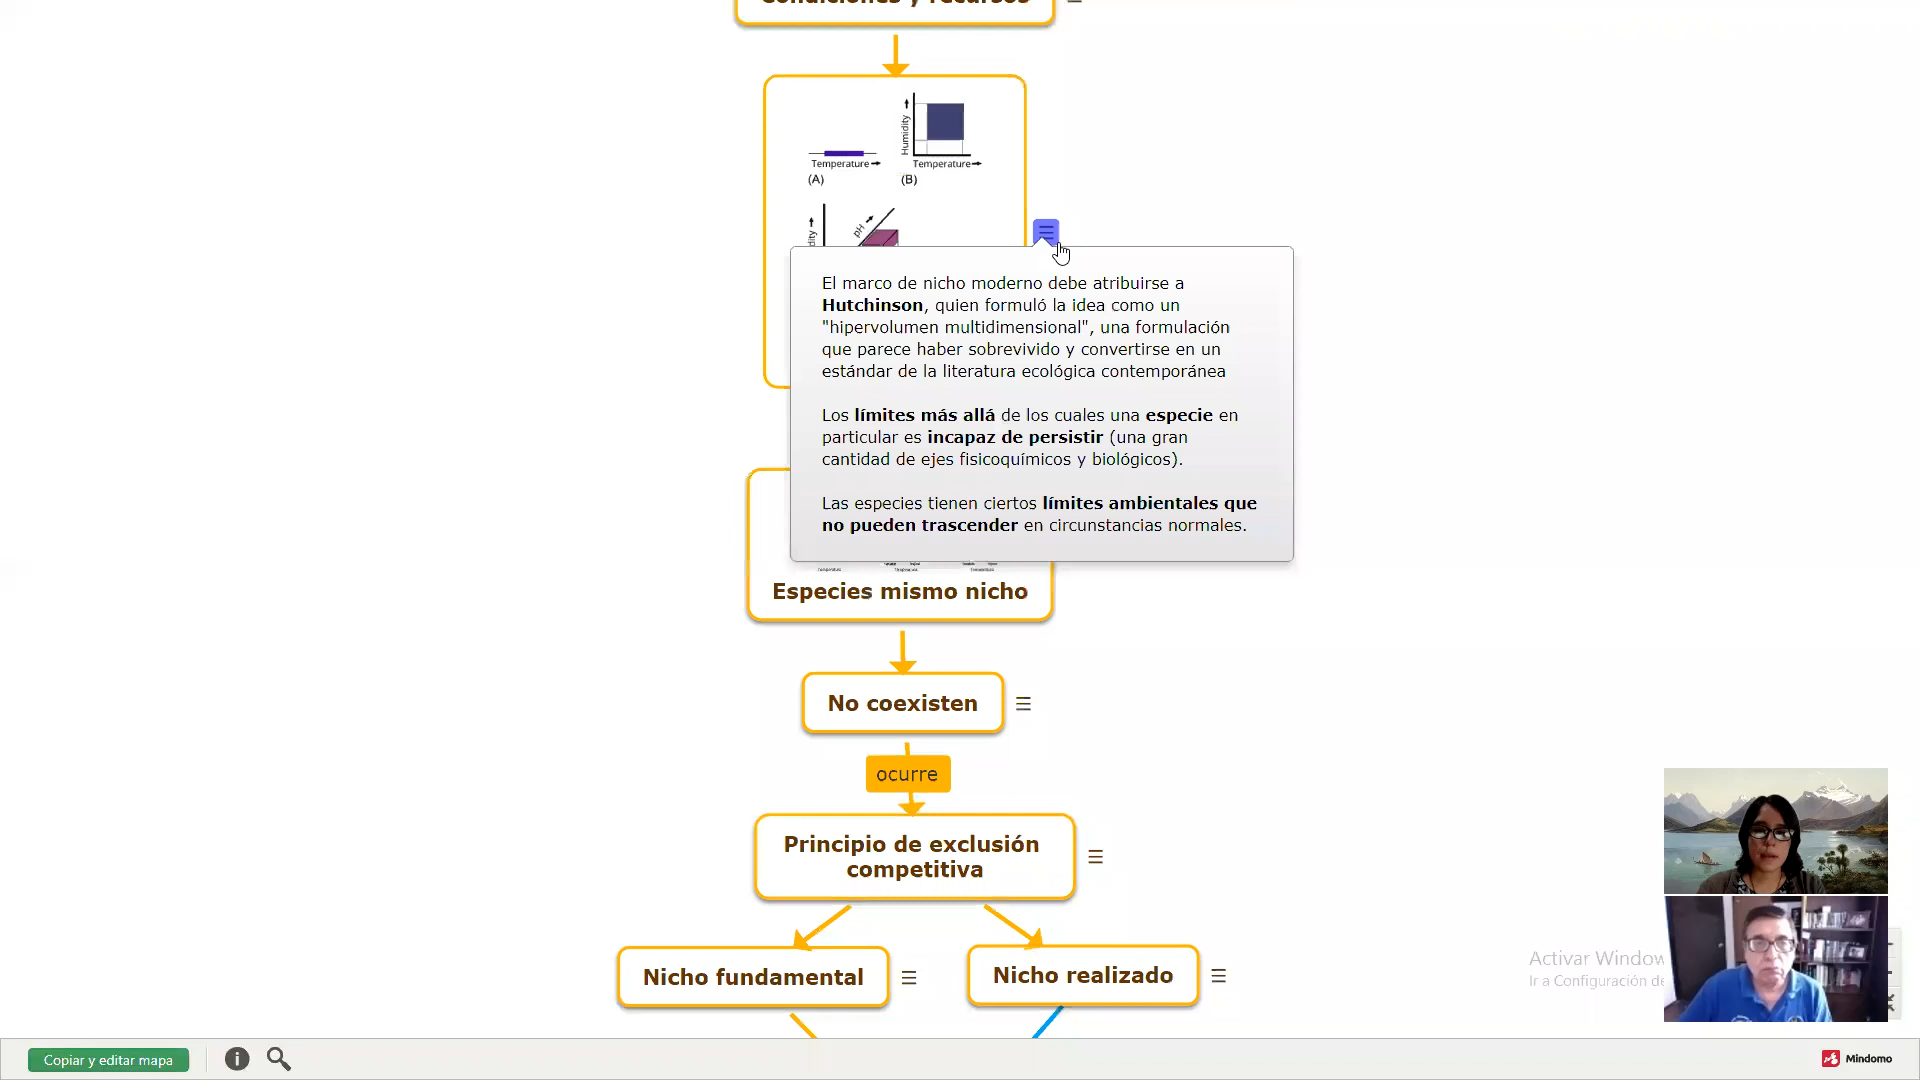 Condiciones y recursos
Humidity
Temperature
Temperature
(A)
(B)
pH
El marco de nicho moderno debe atribuirse a
Hutchinson, quien formuló la idea como un
"hipervolumen multidimensional", una formulación
que parece haber sobrevivido y convertirse en un
estándar de la literatura ecológica contemporánea
Los límites más allá de los cuales una especie en
particular es incapaz de persistir (una gran
cantidad de ejes fisicoquímicos y biológicos).
Las especies tienen ciertos límites ambientales que
no pueden trascender en circunstancias normales.
Especies mismo nicho
No coexisten
ocurre
Principio de exclusión
competitiva
Nicho fundamental
Nicho realizado
Activar Window
Ir a Configuración de
Copiar y editar mapa
Mindomo